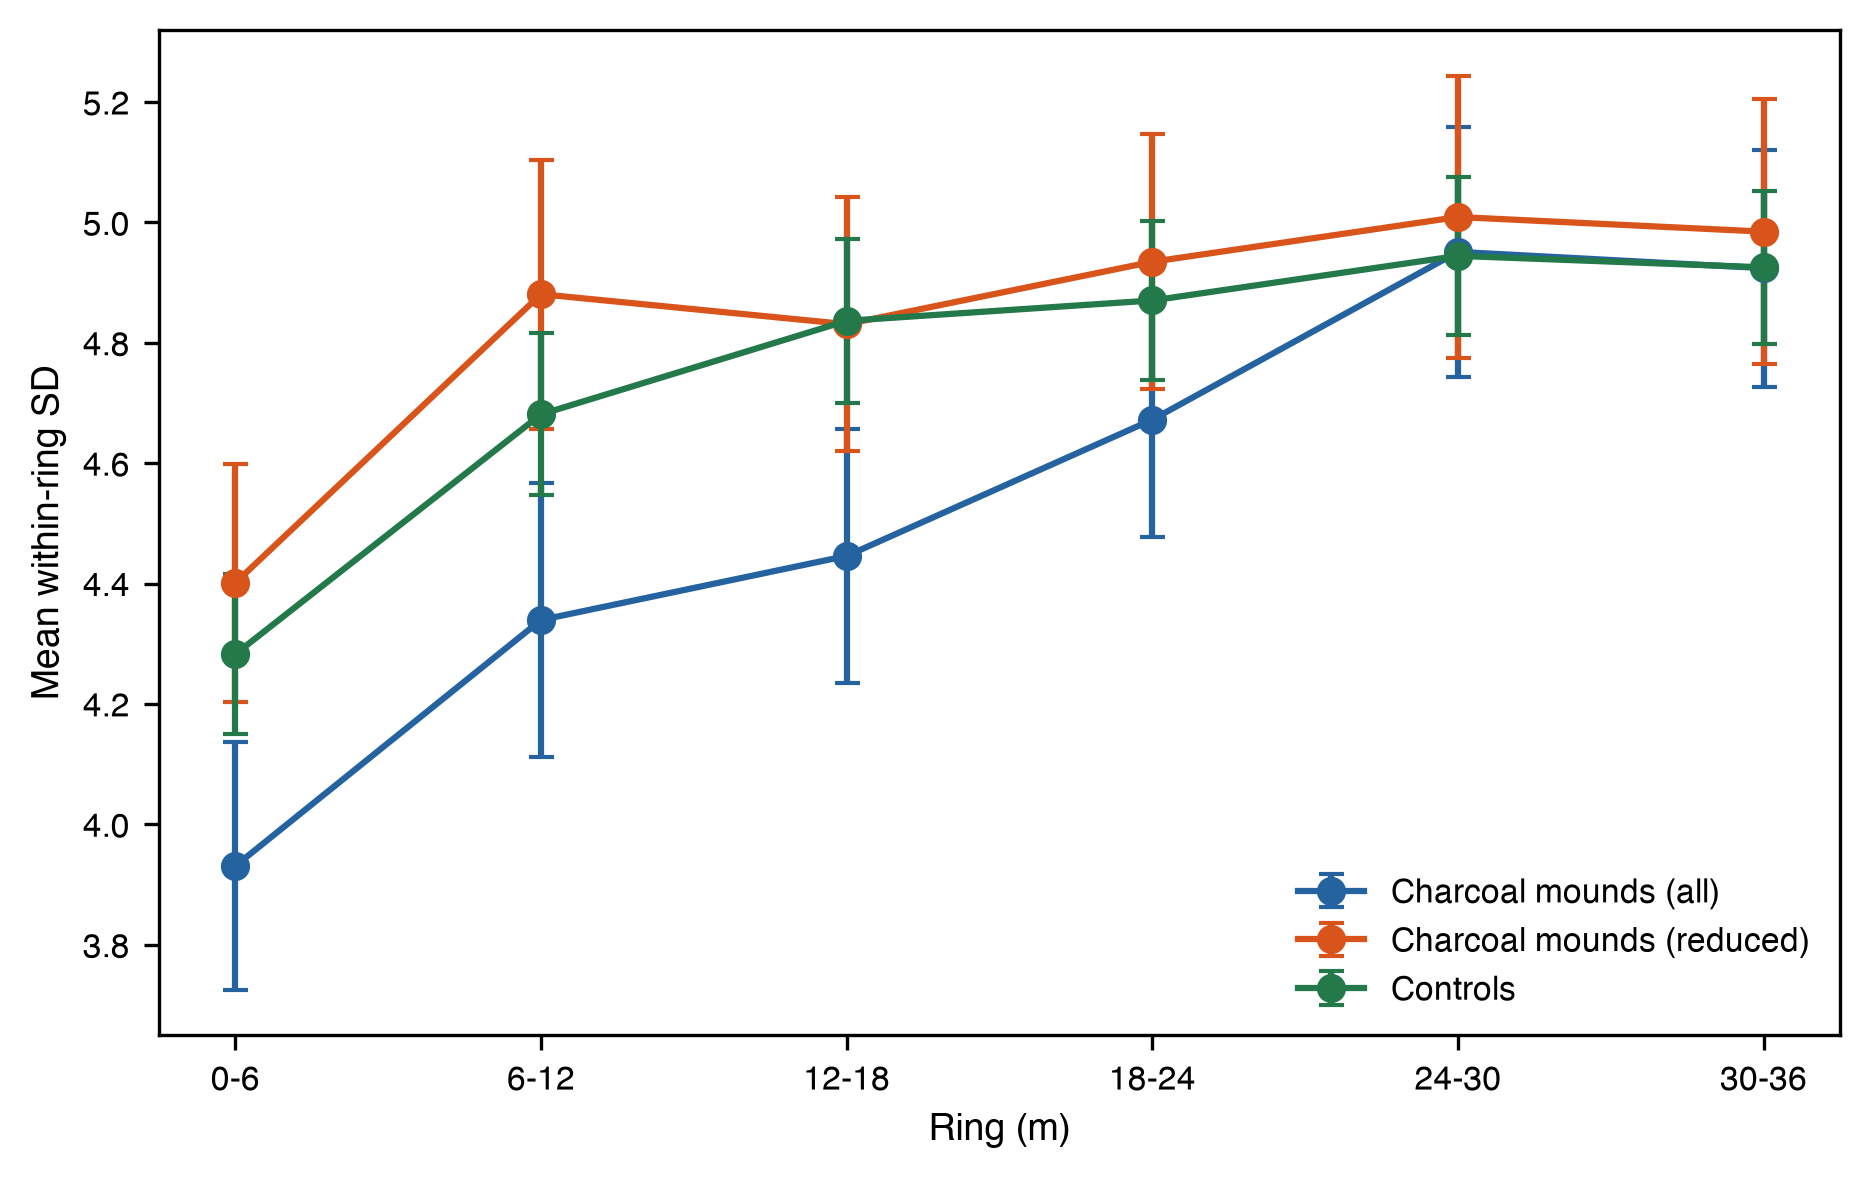 Mean within-ring SD
5.2
5.0
4.8
4.6
4.4
4.2
4.0
3.8
0-6 6-12 12-18 18-24 24-30 30-36
Ring (m)
Charcoal mounds (all)
Charcoal mounds (reduced)
Controls